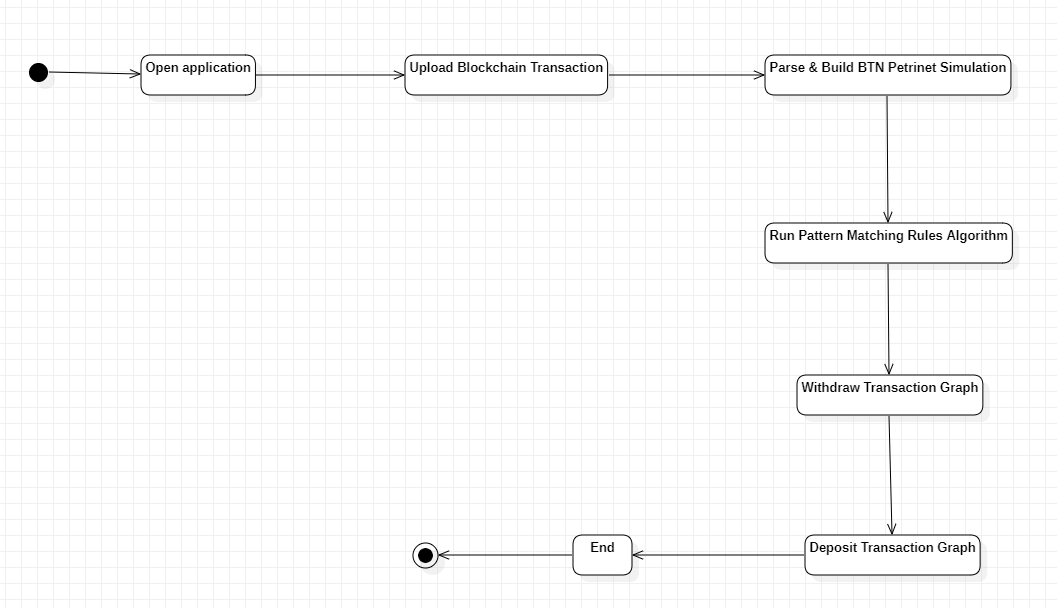 Open application
Upload Blockchain Transaction
Parse & Build BTN Petrinet Simulation
Run Pattern Matching Rules Algorithm
Withdraw Transaction Graph
Deposit Transaction Graph
End